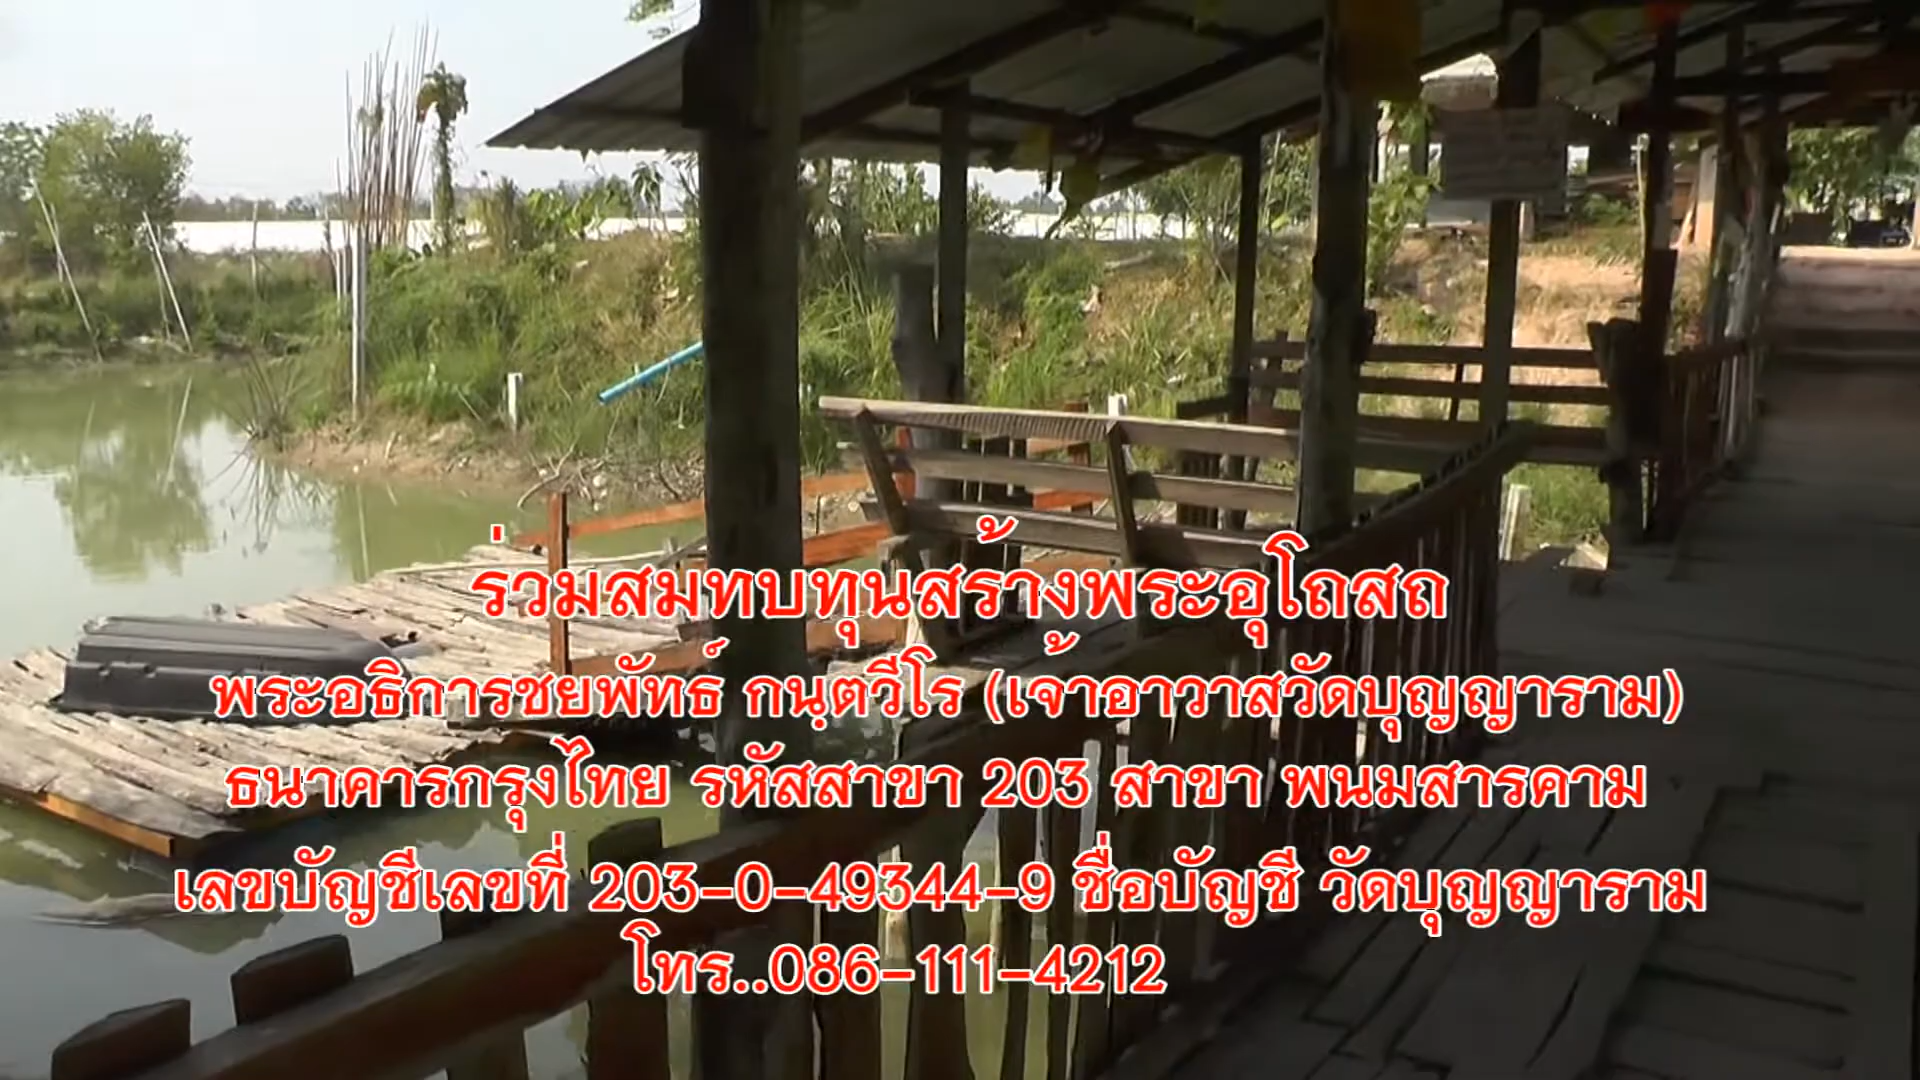 ร่วมสมทบทุนสร้างพระอุโถสถ
พระอธิการชยพัทธ์ กนฺตวีโร (เจ้าอาวาสวัดบุญญาราม)
ธนาคารกรุงไทย รหัสสาขา 203 สาขา พนมสารคาม
เลขบัญชีเลขที่ 203-0-49344-9 ชื่อบัญชี วัดบุญญาราม
โทร..086-111-4212